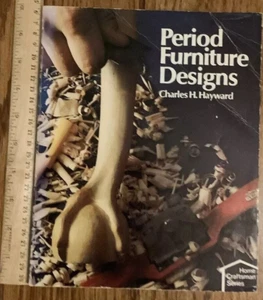 Period
Furniture
Designs
Charles H. Hayward
Home
Craftsman
Series